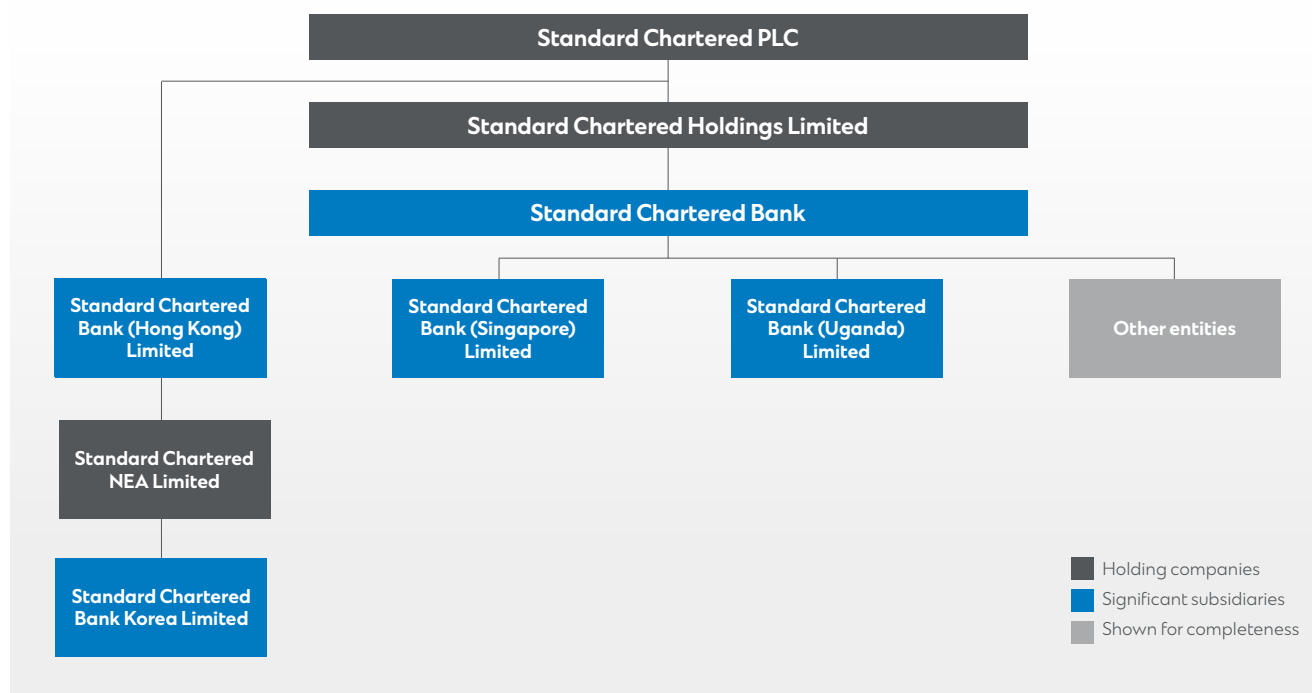 Standard Chartered PLC
Standard Chartered Holdings Limited
Standard Chartered Bank
Standard Chartered
Bank (Hong Kong)
Limited
Standard Chartered
Bank (Singapore)
Limited
Standard Chartered
Bank (Uganda)
Limited
Other entities
Standard Chartered
NEA Limited
Standard Chartered
Bank Korea Limited
Holding companies
Significant subsidiaries
Shown for completeness